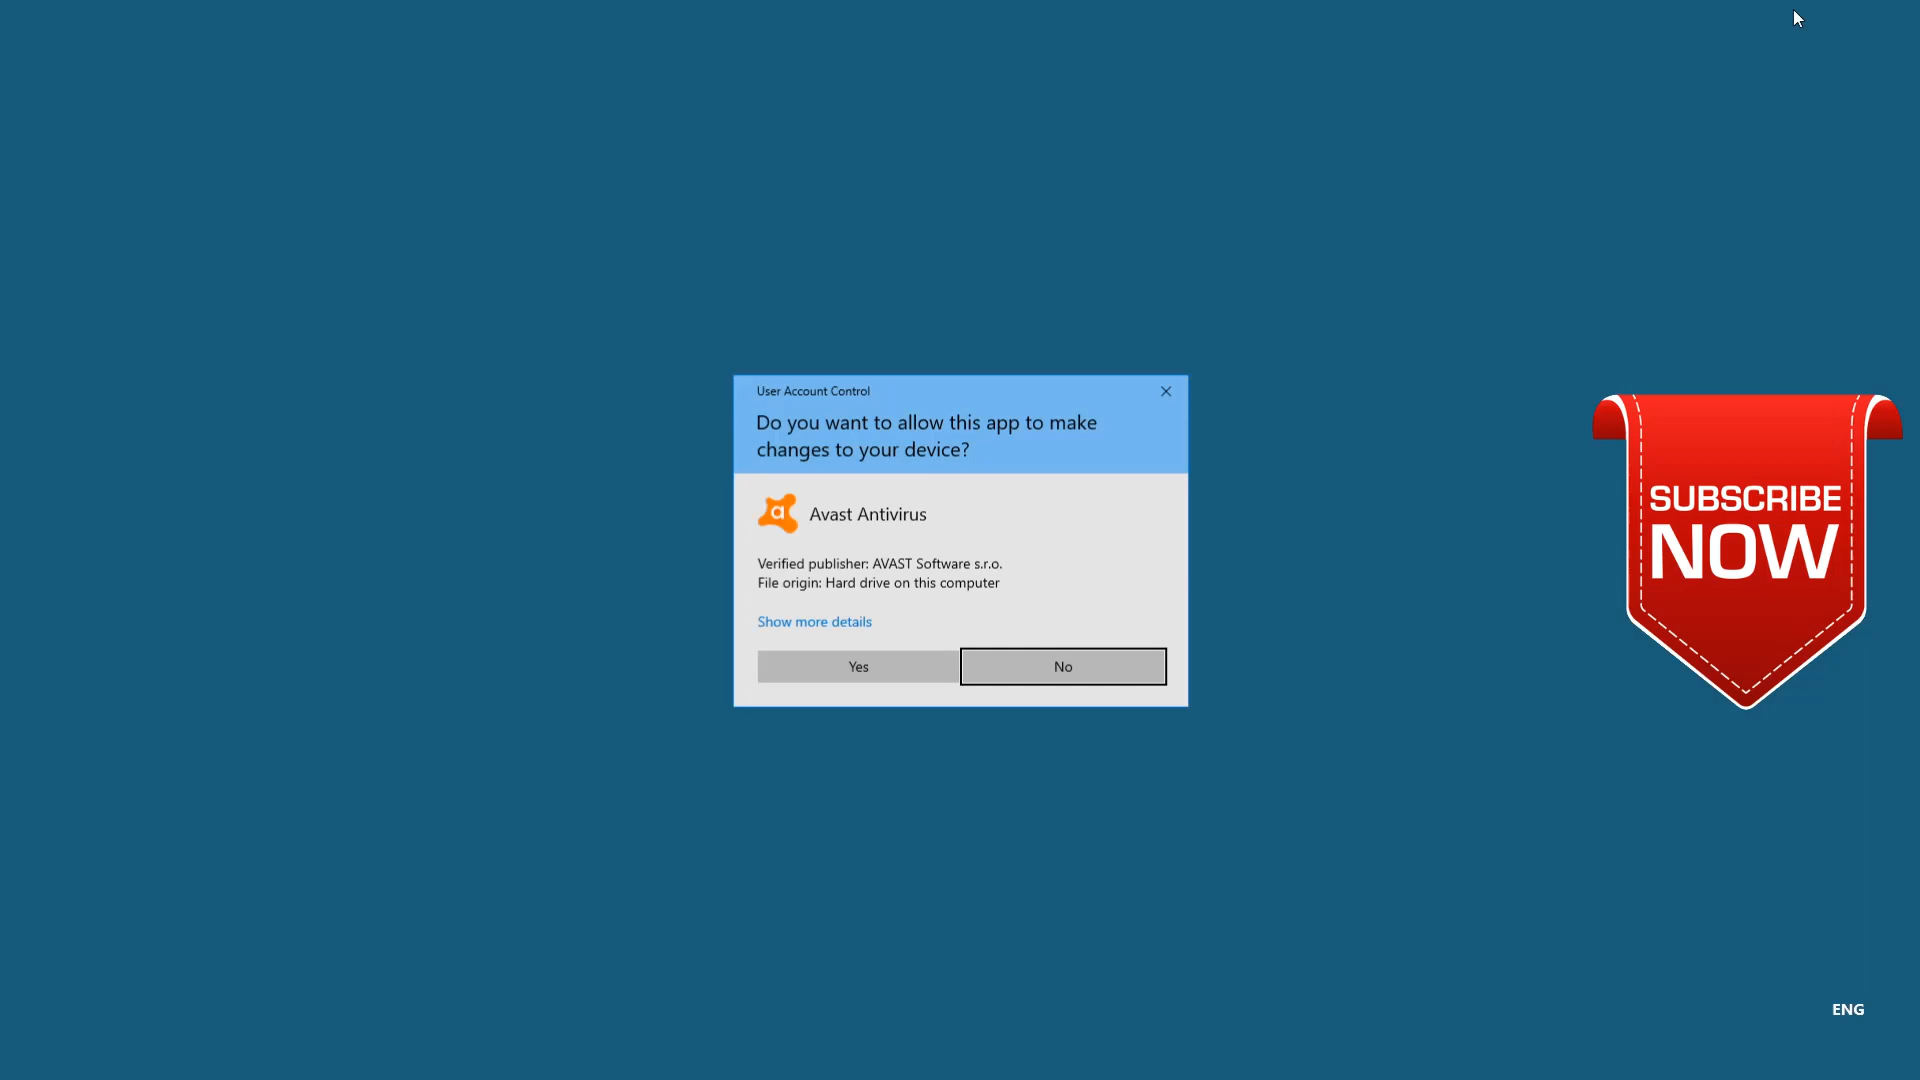 User Account Control
Do you want to allow this app to make
changes to your device?
a
Avast Antivirus
Verified publisher: AVAST Software s.r.o.
File origin: Hard drive on this computer
Show more details
Yes
No
SUBSCRIBE
NOW
ENG